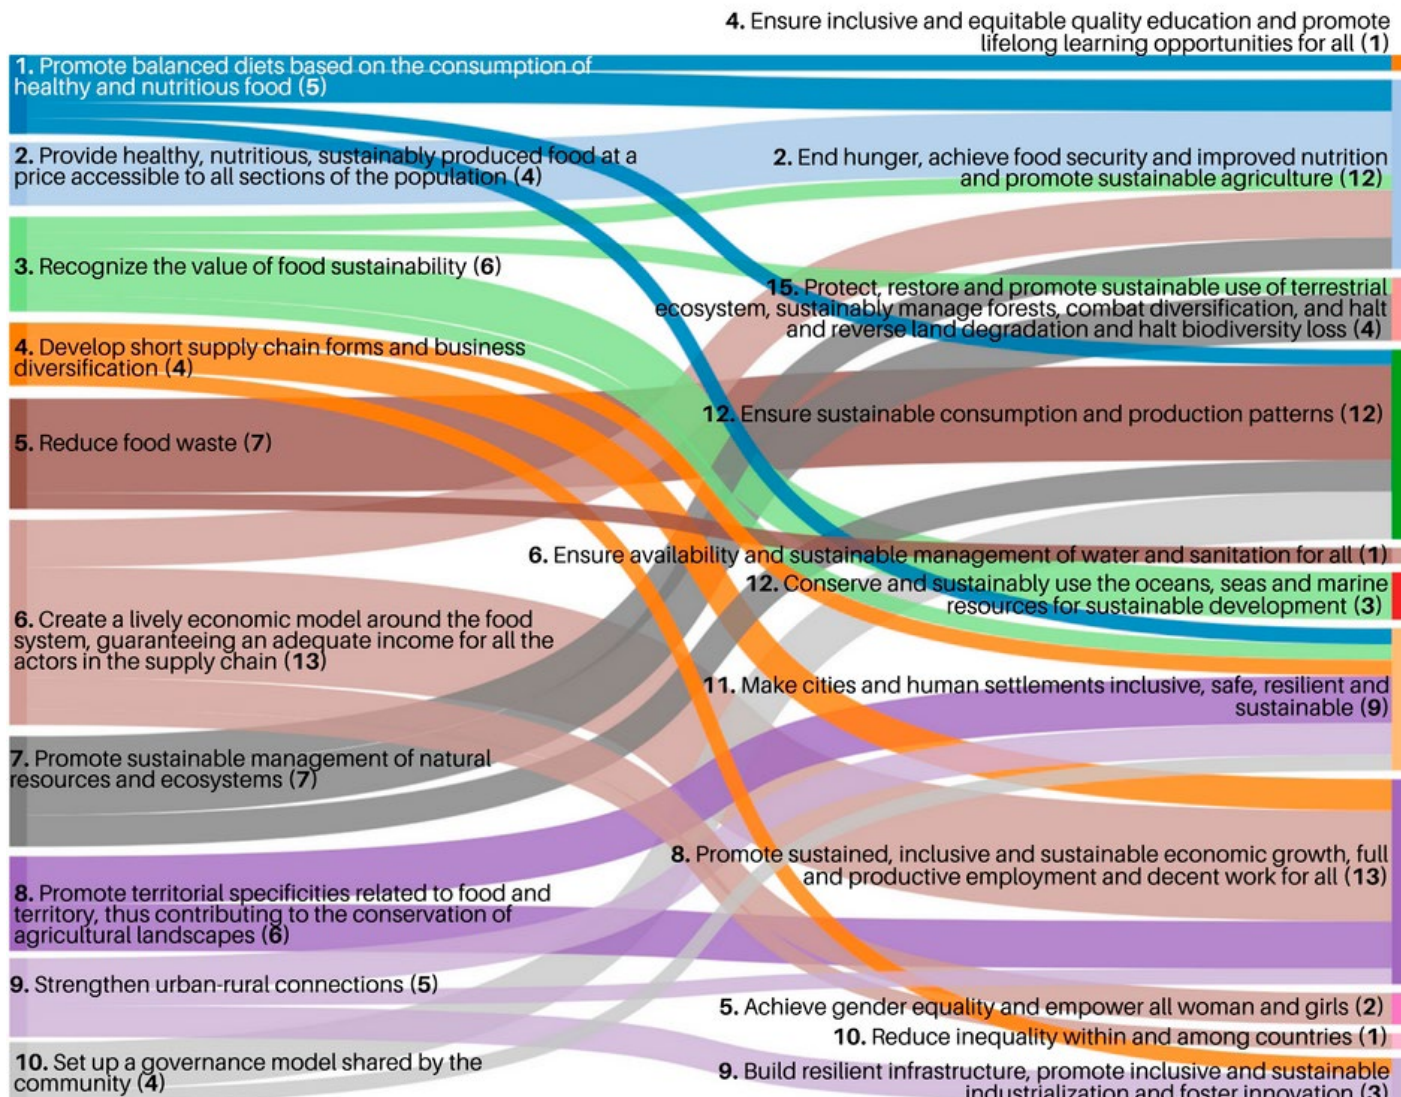 4. Ensure inclusive and equitable quality education and promote
lifelong learning opportunities for all (1)
1. Promote balanced diets based on the consumption of
healthy and nutritious food (5)
2. Provide healthy, nutritious, sustainably produced food at a
price accessible to all sections of the population (4)
3. Recognize the value of food sustainability (6)
4. Develop short supply chain forms and business
diversification (4)
5. Reduce food waste (7)
6. Create a lively economic model around the food
system, guaranteeing an adequate income for all the
actors in the supply chain (13)
7. Promote sustainable management of natural
resources and ecosystems (7)
8. Promote territorial specificities related to food and
territory, thus contributing to the conservation of
agricultural landscapes (6)
9. Strengthen urban-rural connections (5)
10. Set up a governance model shared by the
community (4)
2. End hunger, achieve food security and improved nutrition
and promote sustainable agriculture (12)
15. Protect, restore and promote sustainable use of terrestrial
ecosystem, sustainably manage forests, combat diversification, and halt
and reverse land degradation and halt biodiversity loss (4)
12. Ensure sustainable consumption and production patterns (12)
6. Ensure availability and sustainable management of water and sanitation for all (1)
12. Conserve and sustainably use the oceans, seas and marine
resources for sustainable development (3)
11. Make cities and human settlements inclusive, safe, resilient and
sustainable (9)
8. Promote sustained, inclusive and sustainable economic growth, full
and productive employment and decent work for all (13)
5. Achieve gender equality and empower all woman and girls (2)
10. Reduce inequality within and among countries (1)
9. Build resilient infrastructure, promote inclusive and sustainable
industrialization and foster innovation (3)